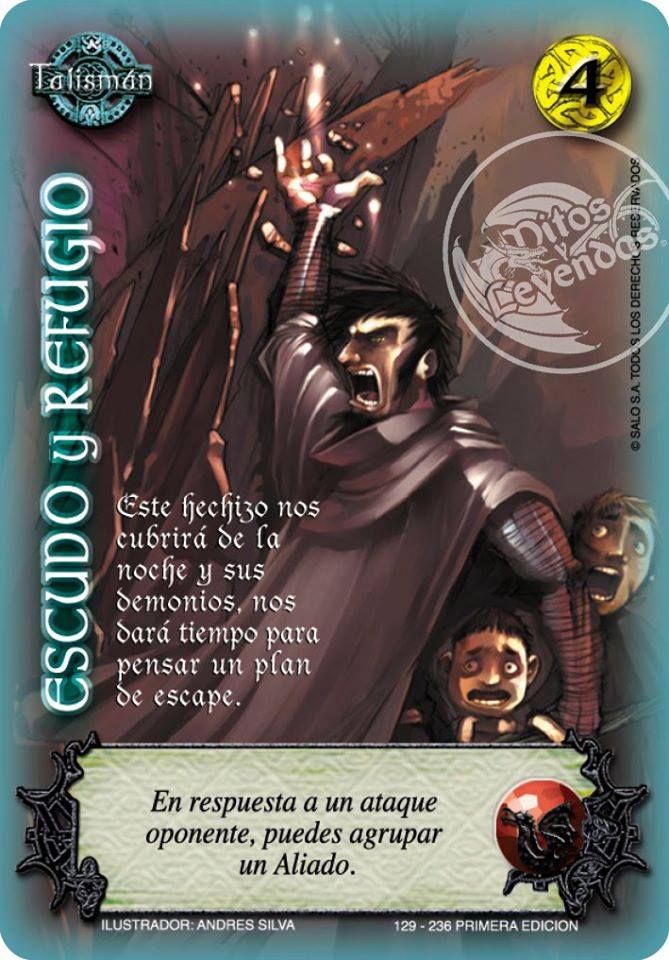 Talismán
4
ESCUDO y REFUGIO
Mitos
y
Leyendas
© SALO S.A. TODOS LOS DERECHOS RESERVADOS
Este hechizo nos
cubrirá de la
noche y sus
demonios, nos
dará tiempo para
pensar un plan
de escape.
En respuesta a un ataque
oponente, puedes agrupar
un Aliado.
ILUSTRADOR: ANDRES SILVA
129 - 236 PRIMERA EDICION